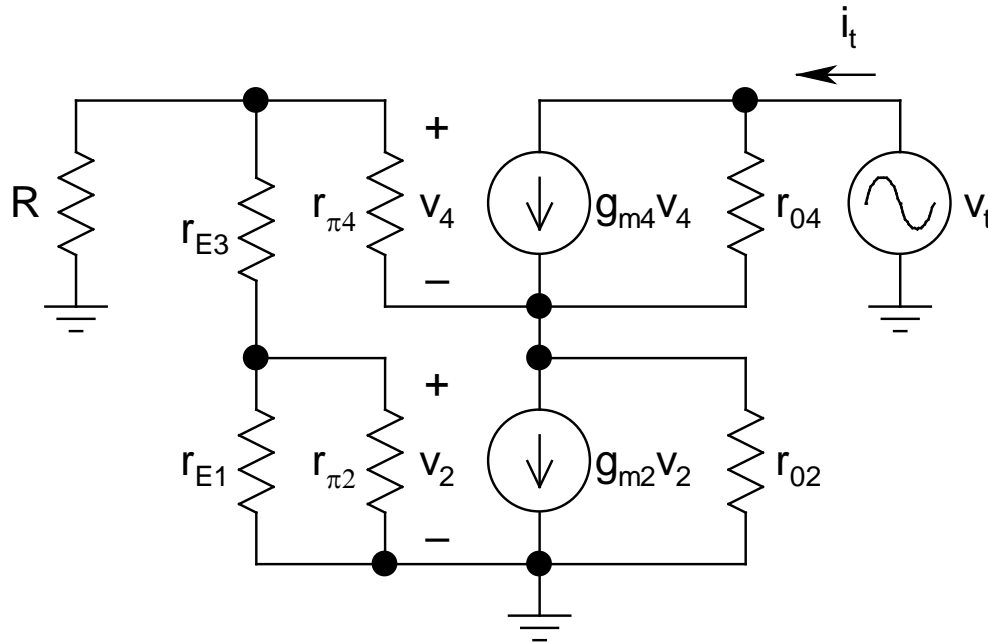 i_t
+
R
r_E3
r_π4
v_4
g_m4v_4
r_04
v_t
−
+
r_E1
r_π2
v_2
g_m2v_2
r_02
−